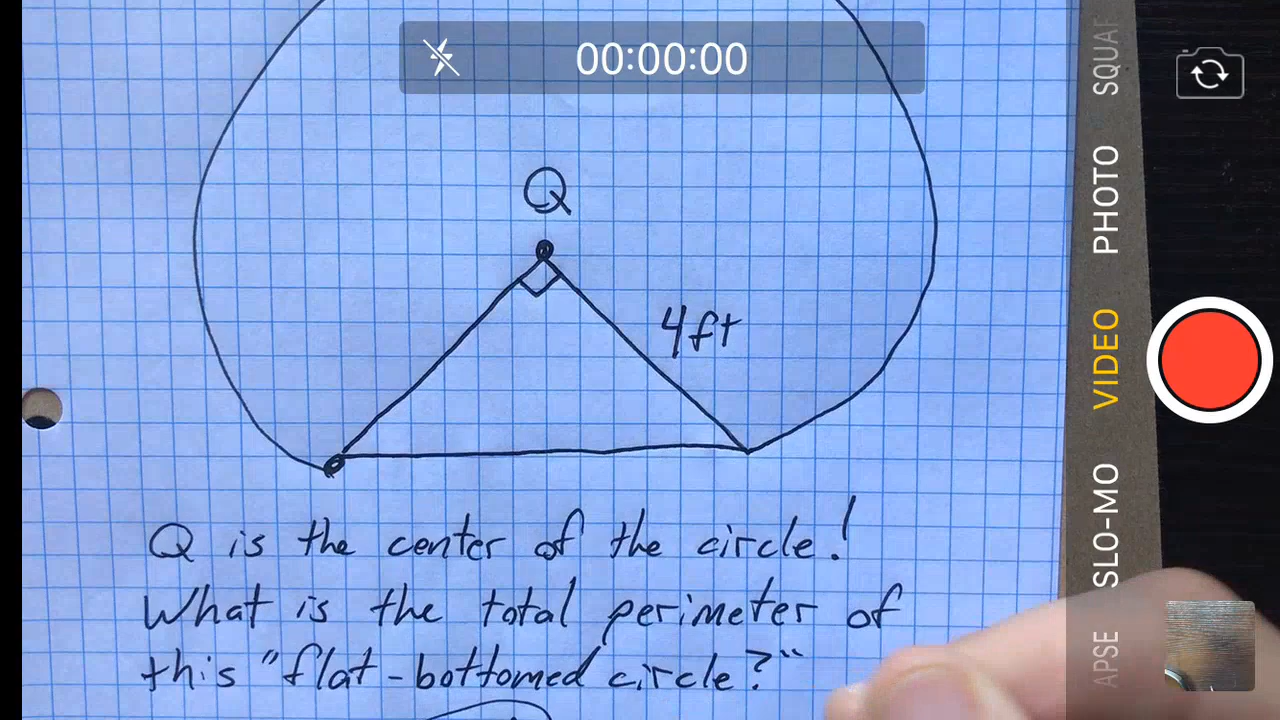 00:00:00
Q
4ft
Q is the center of the circle!
What is the total perimeter of
this "flat-bottomed circle?"
SQUAR
PHOTO
VIDEO
SLO-MO
APSE